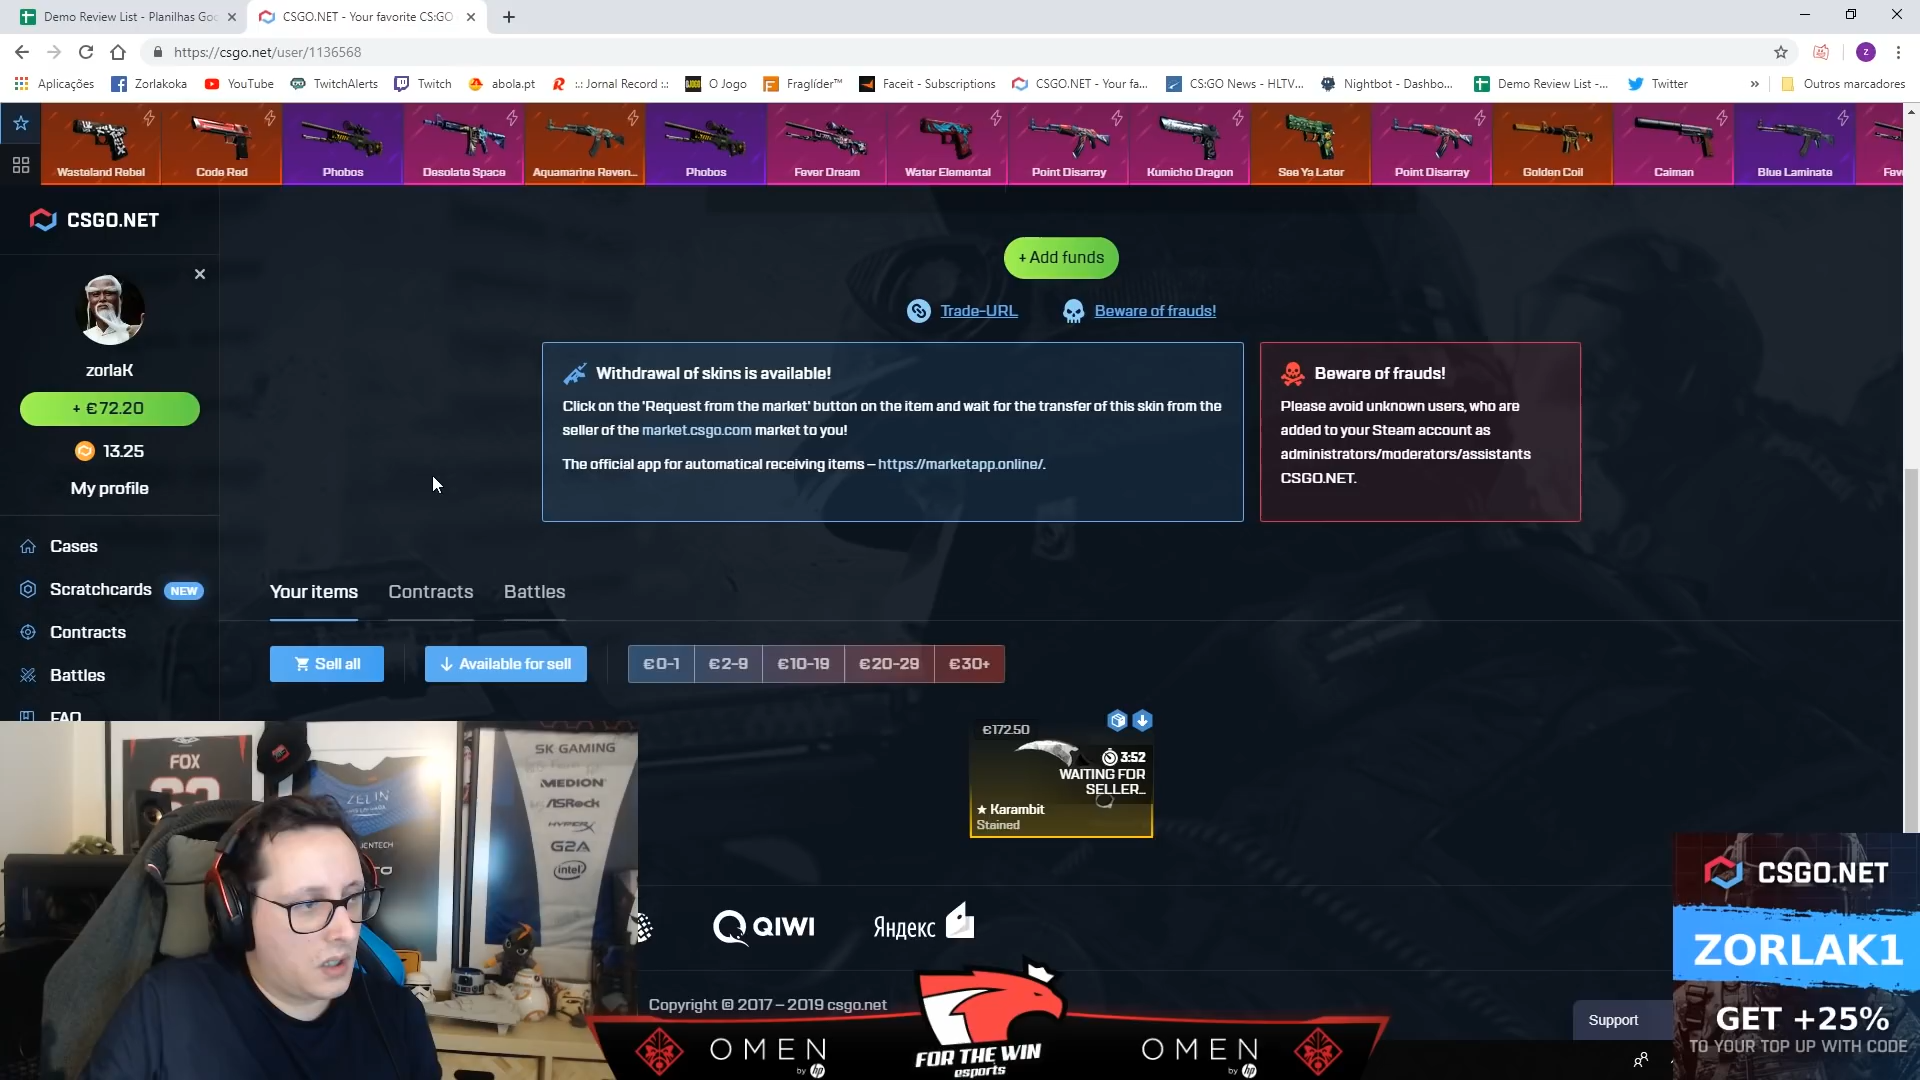 Demo Review List - Planilhas Goo
CSGO.NET - Your favorite CS:GO
https://csgo.net/user/1136568
z
Aplicações
Zorlakoka
YouTube
TwitchAlerts
Twitch
abola.pt
.:: Jornal Record ::.
O Jogo
Fraglíder™
Faceit - Subscriptions
CSGO.NET - Your fa...
CS:GO News - HLTV...
Nightbot - Dashbo...
Demo Review List -...
Twitter
»
Outros marcadores
Wasteland Rebel
Code Red
Phobos
Desolate Space
Aquamarine Reven...
Phobos
Fever Dream
Water Elemental
Point Disarray
Kumicho Dragon
See Ya Later
Point Disarray
Golden Coil
Caiman
Blue Laminate
Fev
CSGO.NET
zorlaK
+ €72.20
13.25
My profile
Cases
Scratchcards NEW
Contracts
Battles
FAQ
+ Add funds
Trade-URL
Beware of frauds!
Withdrawal of skins is available!
Click on the 'Request from the market' button on the item and wait for the transfer of this skin from the
seller of the market.csgo.com market to you!
The official app for automatical receiving items – https://marketapp.online/.
Beware of frauds!
Please avoid unknown users, who are
added to your Steam account as
administrators/moderators/assistants
CSGO.NET.
Your items
Contracts
Battles
Sell all
Available for sell
€0-1
€2-9
€10-19
€20-29
€30+
€172.50
3:52
WAITING FOR
SELLER...
★ Karambit
Stained
FOX
ZELIN
SK GAMING
MEDION
ASRock
HYPERX
G2A
intel
QIWI
Яндекс
Copyright © 2017 – 2019 csgo.net
OMEN
by hp
FOR THE WIN
esports
OMEN
by hp
Support
CSGO.NET
ZORLAK1
GET +25%
TO YOUR TOP UP WITH CODE